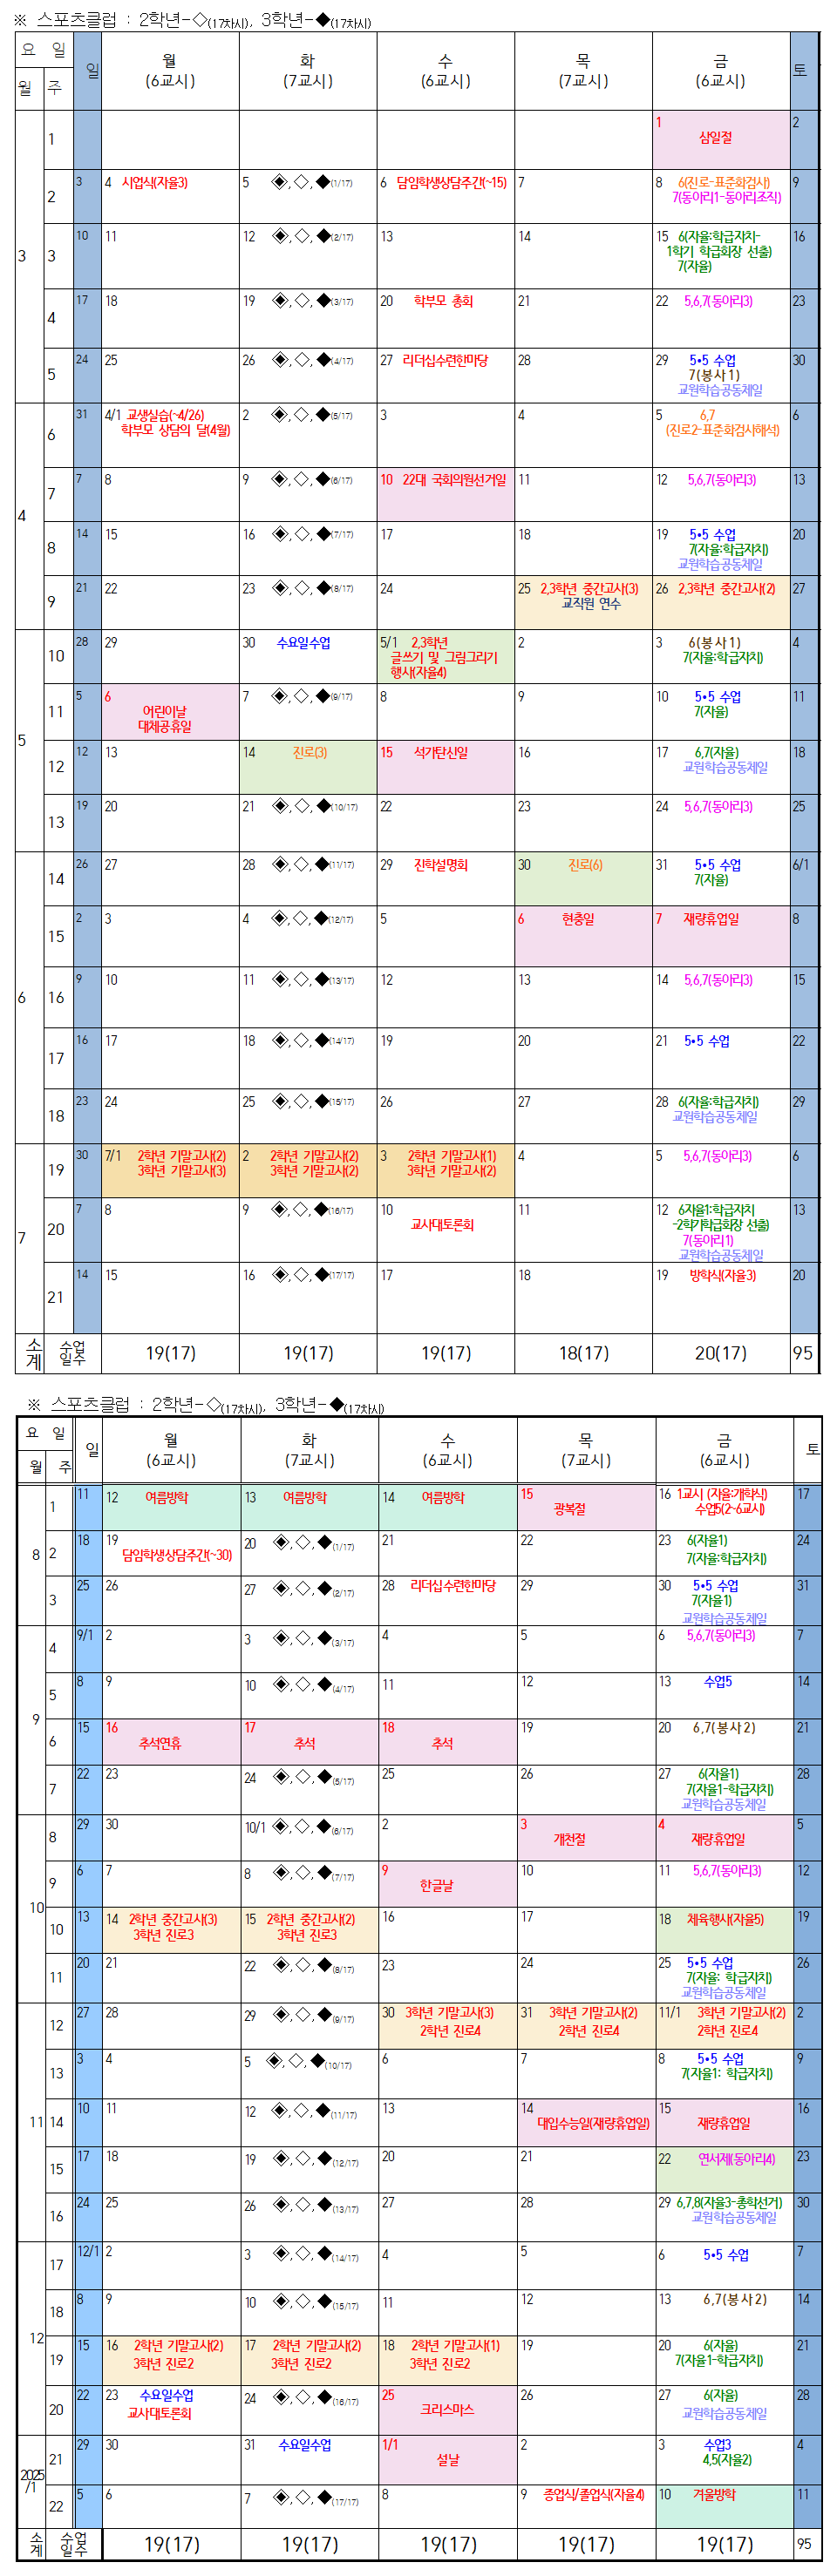 ※ 스포츠클럽 : 2학년-◇(17차시), 3학년-◆(17차시)
요 일
월 주
일
월 (6교시)
화 (7교시)
수 (6교시)
목 (7교시)
금 (6교시)
토
3
1
1 삼일절
2
2
3
4 시업식(자율3)
5 ◈, ◇, ◆(1/17)
6 담임학생상담주간(~15)
7
8 6(진로-표준화검사)
7(동아리1-동아리조직)
9
3
10
11
12 ◈, ◇, ◆(2/17)
13
14
15 6(자율:학급자치-
1학기 학급회장 선출)
7(자율)
16
4
17
18
19 ◈, ◇, ◆(3/17)
20 학부모 총회
21
22 5,6,7(동아리3)
23
5
24
25
26 ◈, ◇, ◆(4/17)
27 리더십수련한마당
28
29 5•5 수업
7(봉사1)
교원학습공동체일
30
4
6
31
4/1 교생실습(~4/26)
학부모 상담의 달(4월)
2 ◈, ◇, ◆(5/17)
3
4
5 6,7
(진로2-표준화검사해석)
6
7
7
8
9 ◈, ◇, ◆(6/17)
10 22대 국회의원선거일
11
12 5,6,7(동아리3)
13
8
14
15
16 ◈, ◇, ◆(7/17)
17
18
19 5•5 수업
7(자율:학급자치)
교원학습공동체일
20
9
21
22
23 ◈, ◇, ◆(8/17)
24
25 2,3학년 중간고사(3)
교직원 연수
26 2,3학년 중간고사(2)
27
5
10
28
29
30 수요일수업
5/1 2,3학년
글쓰기 및 그림그리기
행사(자율4)
2
3 6(봉사1)
7(자율:학급자치)
4
11
5
6
어린이날
대체공휴일
7 ◈, ◇, ◆(9/17)
8
9
10 5•5 수업
7(자율)
11
12
12
13
14 진로(3)
15 석가탄신일
16
17 6,7(자율)
교원학습공동체일
18
13
19
20
21 ◈, ◇, ◆(10/17)
22
23
24 5,6,7(동아리3)
25
6
14
26
27
28 ◈, ◇, ◆(11/17)
29 진학설명회
30 진로(6)
31 5•5 수업
7(자율)
6/1
15
2
3
4 ◈, ◇, ◆(12/17)
5
6 현충일
7 재량휴업일
8
16
9
10
11 ◈, ◇, ◆(13/17)
12
13
14 5,6,7(동아리3)
15
17
16
17
18 ◈, ◇, ◆(14/17)
19
20
21 5•5 수업
22
18
23
24
25 ◈, ◇, ◆(15/17)
26
27
28 6(자율:학급자치)
교원학습공동체일
29
7
19
30
7/1 2학년 기말고사(2)
3학년 기말고사(3)
2 2학년 기말고사(2)
3학년 기말고사(2)
3 2학년 기말고사(1)
3학년 기말고사(2)
4
5 5,6,7(동아리3)
6
20
7
8
9 ◈, ◇, ◆(16/17)
10
교사대토론회
11
12 6자율1:학급자치
-2학기학급회장 선출)
7(동아리1)
교원학습공동체일
13
21
14
15
16 ◈, ◇, ◆(17/17)
17
18
19 방학식(자율3)
20
소계
수업일수
19(17)
19(17)
19(17)
18(17)
20(17)
95
※ 스포츠클럽 : 2학년-◇(17차시), 3학년-◆(17차시)
요 일
월 주
일
월 (6교시)
화 (7교시)
수 (6교시)
목 (7교시)
금 (6교시)
토
8
1
11
12 여름방학
13 여름방학
14 여름방학
15
광복절
16 1교시 (자율:개학식)
수업5(2~6교시)
17
2
18
19
담임학생상담주간(~30)
20 ◈, ◇, ◆(1/17)
21
22
23 6(자율1)
7(자율:학급자치)
24
3
25
26
27 ◈, ◇, ◆(2/17)
28 리더십수련한마당
29
30 5•5 수업
7(자율1)
교원학습공동체일
31
9
4
9/1
2
3 ◈, ◇, ◆(3/17)
4
5
6 5,6,7(동아리3)
7
5
8
9
10 ◈, ◇, ◆(4/17)
11
12
13 수업5
14
6
15
16
추석연휴
17
추석
18
추석
19
20 6,7(봉사2)
21
7
22
23
24 ◈, ◇, ◆(5/17)
25
26
27 6(자율1)
7(자율1-학급자치)
교원학습공동체일
28
10
8
29
30
10/1 ◈, ◇, ◆(6/17)
2
3
개천절
4
재량휴업일
5
9
6
7
8 ◈, ◇, ◆(7/17)
9
한글날
10
11 5,6,7(동아리3)
12
10
13
14 2학년 중간고사(3)
3학년 진로3
15 2학년 중간고사(2)
3학년 진로3
16
17
18 체육행사(자율5)
19
11
20
21
22 ◈, ◇, ◆(8/17)
23
24
25 5•5 수업
7(자율: 학급자치)
교원학습공동체일
26
11
12
27
28
29 ◈, ◇, ◆(9/17)
30 3학년 기말고사(3)
2학년 진로4
31 3학년 기말고사(2)
2학년 진로4
11/1 3학년 기말고사(2)
2학년 진로4
2
13
3
4
5 ◈, ◇, ◆(10/17)
6
7
8 5•5 수업
7(자율1: 학급자치)
9
14
10
11
12 ◈, ◇, ◆(11/17)
13
14
대입수능일(재량휴업일)
15
재량휴업일
16
15
17
18
19 ◈, ◇, ◆(12/17)
20
21
22 연서제(동아리4)
23
16
24
25
26 ◈, ◇, ◆(13/17)
27
28
29 6,7,8(자율3-총학선거)
교원학습공동체일
30
12
17
12/1
2
3 ◈, ◇, ◆(14/17)
4
5
6 5•5 수업
7
18
8
9
10 ◈, ◇, ◆(15/17)
11
12
13 6,7(봉사2)
14
19
15
16 2학년 기말고사(2)
3학년 진로2
17 2학년 기말고사(2)
3학년 진로2
18 2학년 기말고사(1)
3학년 진로2
19
20 6(자율)
7(자율1-학급자치)
21
20
22
23 수요일수업
교사대토론회
24 ◈, ◇, ◆(16/17)
25
크리스마스
26
27 6(자율)
교원학습공동체일
28
2025/1
21
29
30
31 수요일수업
1/1
설날
2
3 수업3
4,5(자율2)
4
22
5
6
7 ◈, ◇, ◆(17/17)
8
9 종업식/졸업식(자율4)
10 겨울방학
11
소계
수업일수
19(17)
19(17)
19(17)
19(17)
19(17)
95